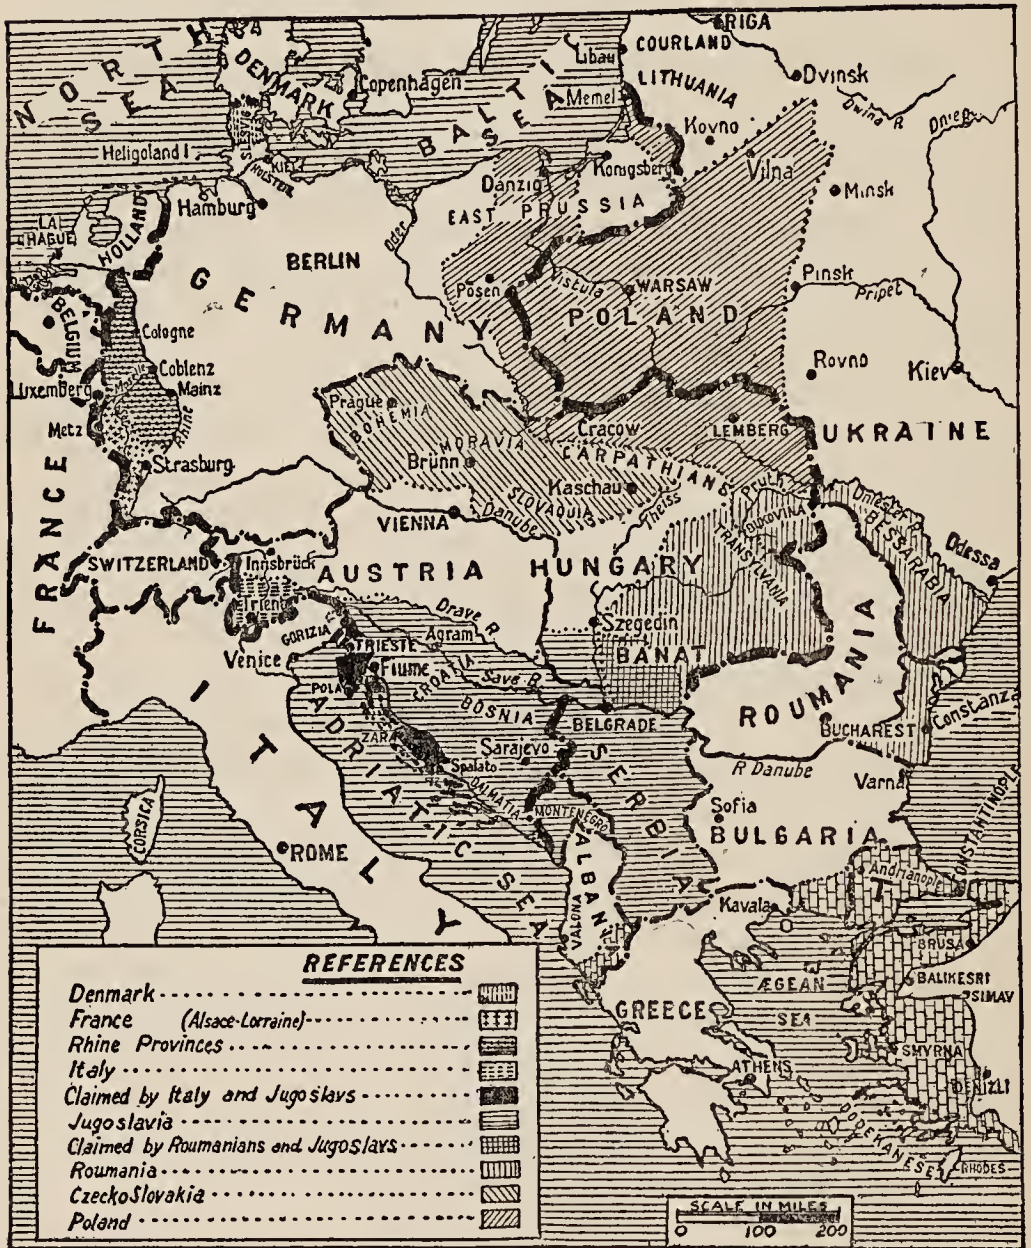 NORTH SEA
DENMARK
Copenhagen
BALTIC SEA
Libau
RIGA
COURLAND
LITHUANIA
Dvinsk
Dwina R
Memel
Kovno
Vilna
Minsk
Heligoland I.
SLESVIG
KIEL
HOLSTEIN
Hamburg
LA HAGUE
HOLLAND
Danzig
Konigsberg
EAST PRUSSIA
Oder
BERLIN
GERMANY
Posen
Vistula
WARSAW
POLAND
Pinsk
Pripet
BELGIUM
Cologne
Coblenz
Mainz
Moselle
Rhine
Luxemberg
Metz
Strasburg
Rovno
Kiev
UKRAINE
Prague
BOHEMIA
MORAVIA
Brünn
Cracow
LEMBERG
CARPATHIANS
Kaschau
SLOVAQUIA
Theiss
Pruth
BUKOVINA
Dniester R
BESSARABIA
Odessa
FRANCE
VIENNA
Danube
SWITZERLAND
Innsbrück
AUSTRIA HUNGARY
TRANSYLVANIA
Trient
GORIZIA
TRIESTE
Venice
Drave R
Agram
Szegedin
BANAT
Fiume
CROATIA
Save R
POLA
BOSNIA
BELGRADE
ROUMANIA
BUCHAREST
Constanza
ITALY
ADRIATIC SEA
ZARA
Spalato
Sarajevo
DALMATIA
SERBIA
MONTENEGRO
R Danube
Varna
CORSICA
ROME
Sofia
BULGARIA
CONSTANTINOPLE
Andrianople
ALBANIA
VALONA
Kavala
BRUSA
BALIKESRI
SIMAV
GREECE
ÆGEAN
SEA
ATHENS
SMYRNA
DENIZLI
DODEKANESE
RHODES
REFERENCES
Denmark
France (Alsace-Lorraine)
Rhine Provinces
Italy
Claimed by Italy and Jugoslavs
Jugoslavia
Claimed by Roumanians and Jugoslavs
Roumania
CzeckoSlovakia
Poland
SCALE IN MILES
0 100 200